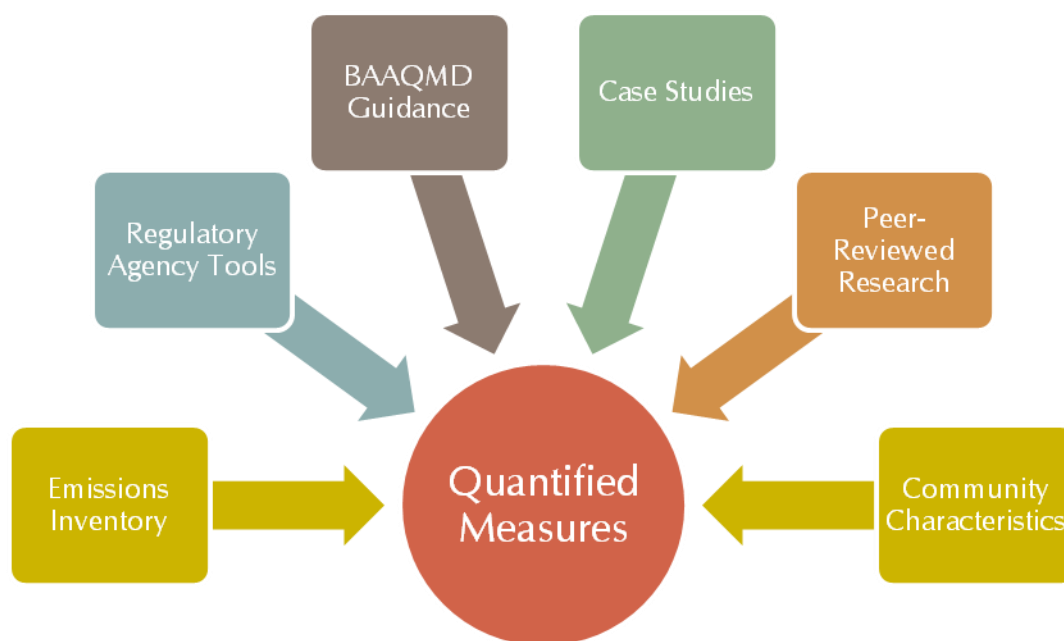 BAAQMD
Guidance
Case Studies
Regulatory
Agency Tools
Peer-
Reviewed
Research
Emissions
Inventory
Quantified
Measures
Community
Characteristics